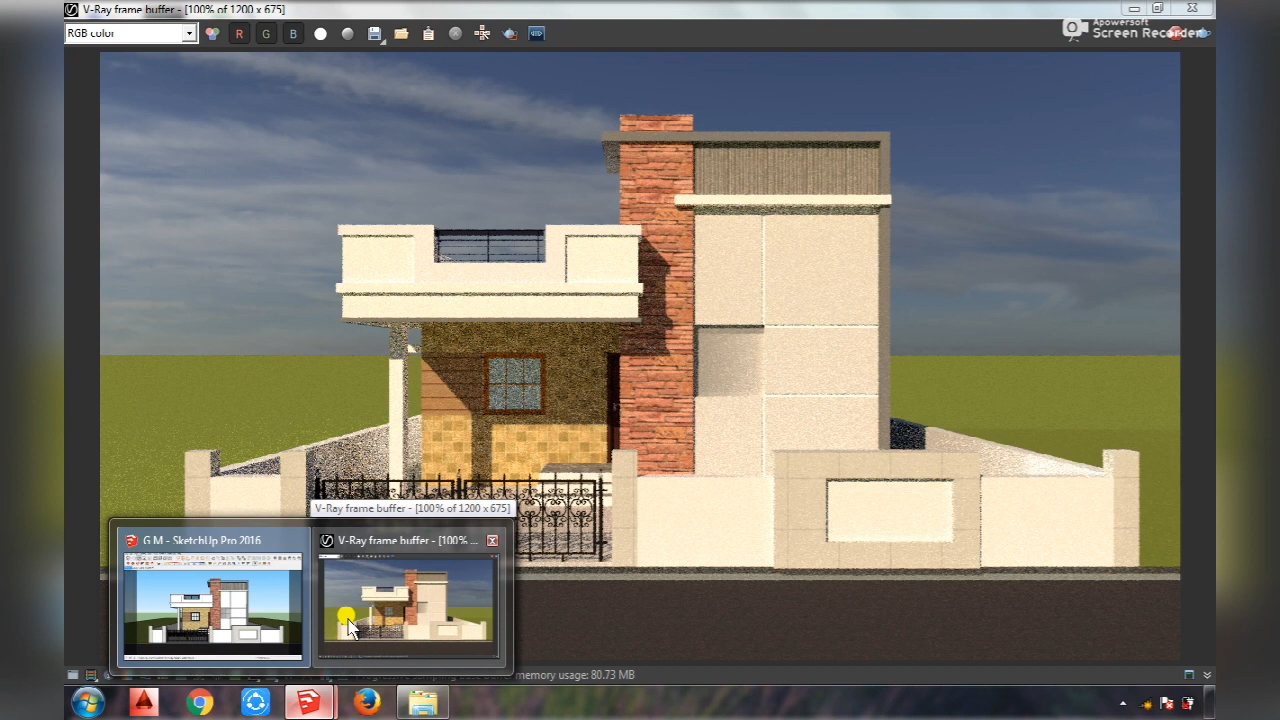 V-Ray frame buffer - [100% of 1200 x 675]
RGB color
R
G
B
Apowersoft
Screen Recorder
V-Ray frame buffer - [100% of 1200 x 675]
G M - SketchUp Pro 2016
V-Ray frame buffer - [100% ...
memory usage: 80.73 MB